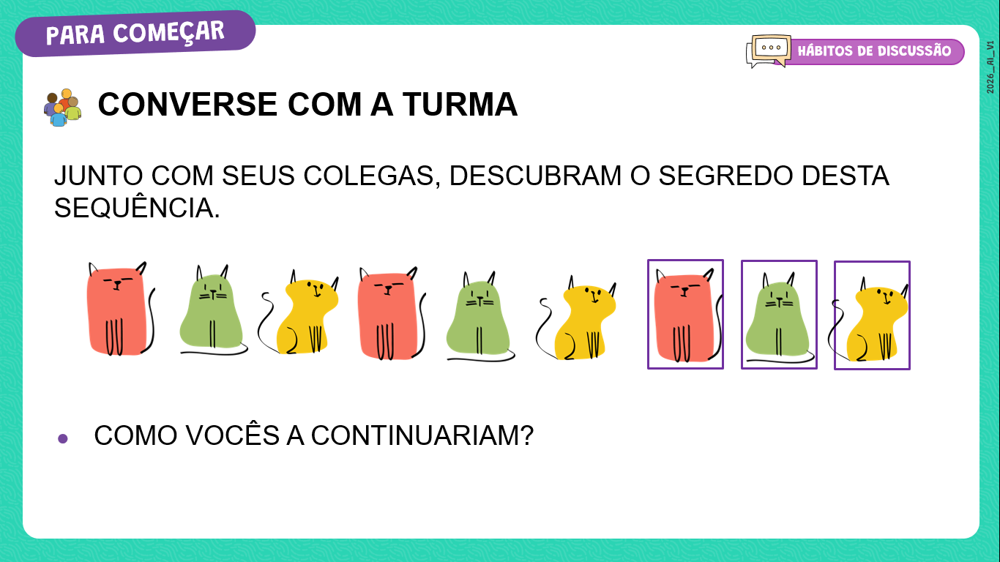 PARA COMEÇAR
HÁBITOS DE DISCUSSÃO
2026_AI_V1
CONVERSE COM A TURMA
JUNTO COM SEUS COLEGAS, DESCUBRAM O SEGREDO DESTA
SEQUÊNCIA.
• COMO VOCÊS A CONTINUARIAM?